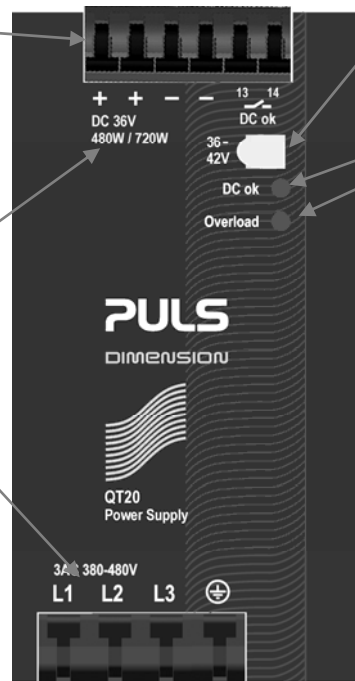 + + − − 13 14
DC 36V
DC ok
480W / 720W
36–
42V
DC ok
Overload
PULS
DIMENSION
QT20
Power Supply
3AC 380-480V
L1 L2 L3